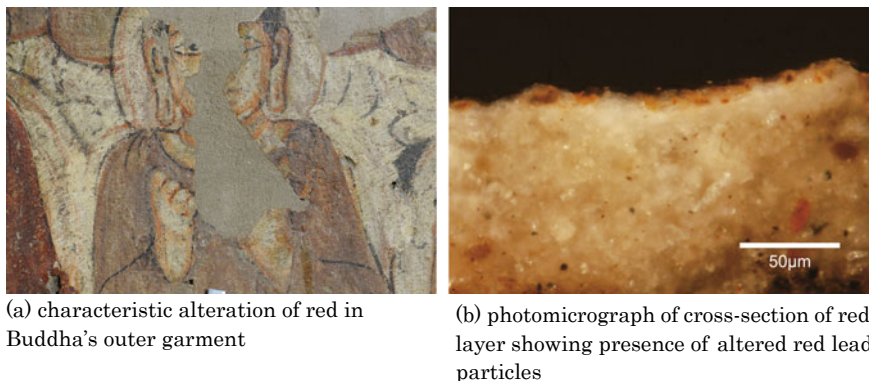 50µm
(a) characteristic alteration of red in
Buddha's outer garment
(b) photomicrograph of cross-section of red
layer showing presence of altered red lead
particles